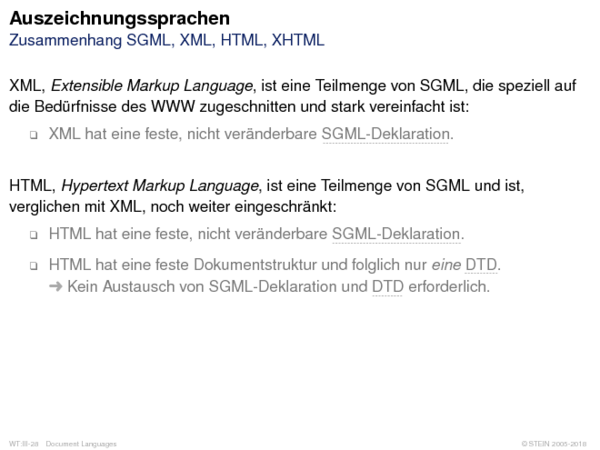 Auszeichnungssprachen
Zusammenhang SGML, XML, HTML, XHTML
XML, Extensible Markup Language, ist eine Teilmenge von SGML, die speziell auf
die Bedürfnisse des WWW zugeschnitten und stark vereinfacht ist:
❑ XML hat eine feste, nicht veränderbare SGML-Deklaration.
HTML, Hypertext Markup Language, ist eine Teilmenge von SGML und ist,
verglichen mit XML, noch weiter eingeschränkt:
❑ HTML hat eine feste, nicht veränderbare SGML-Deklaration.
❑ HTML hat eine feste Dokumentstruktur und folglich nur eine DTD.
➜ Kein Austausch von SGML-Deklaration und DTD erforderlich.
WT:III-28 Document Languages © STEIN 2005-2018